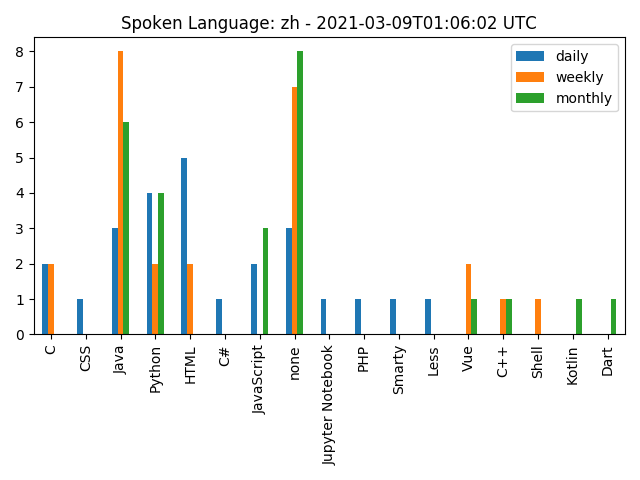 Spoken Language: zh - 2021-03-09T01:06:02 UTC
daily
weekly
monthly
8
7
6
5
4
3
2
1
0
C
CSS
Java
Python
HTML
C#
JavaScript
none
Jupyter Notebook
PHP
Smarty
Less
Vue
C++
Shell
Kotlin
Dart